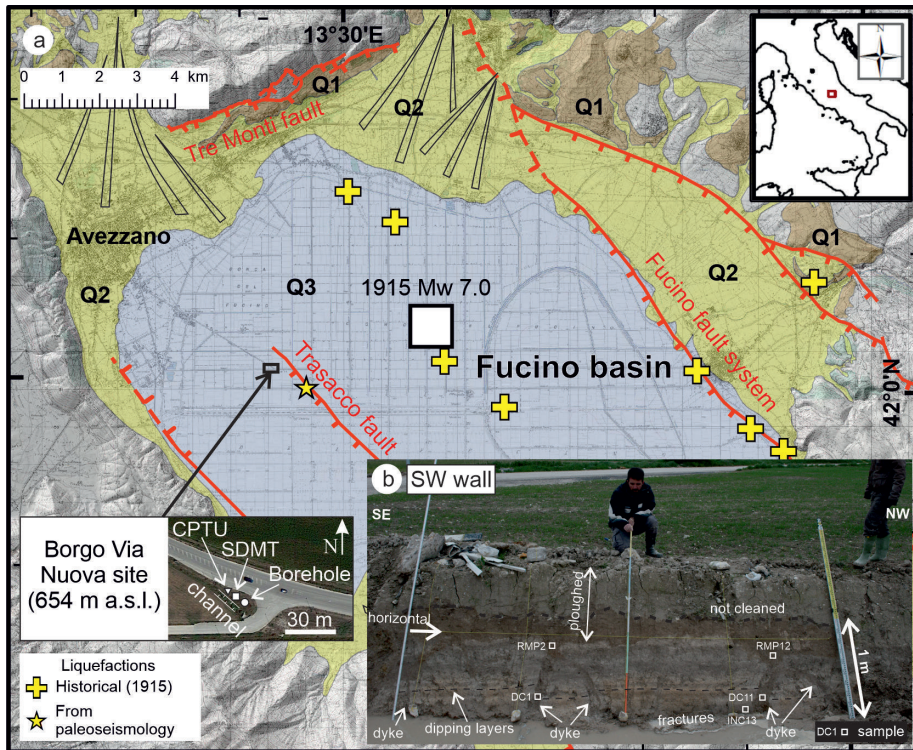 a
13°30'E
N
0 1 2 3 4 km
Q1
Q1
Q2
Tre Monti fault
Avezzano
Q1
Q2
Q2
Q3
1915 Mw 7.0
Fucino fault system
Fucino basin
42°0'N
Trasacco fault
b
SW wall
SE
NW
CPTU
SDMT
N
Borehole
channel
30 m
Borgo Via
Nuova site
(654 m a.s.l.)
ploughed
not cleaned
horizontal
RMP2
RMP12
1 m
DC1
DC11
INC13
dyke
dipping layers
dyke
fractures
dyke
DC1 sample
Liquefactions
Historical (1915)
From
paleoseismology